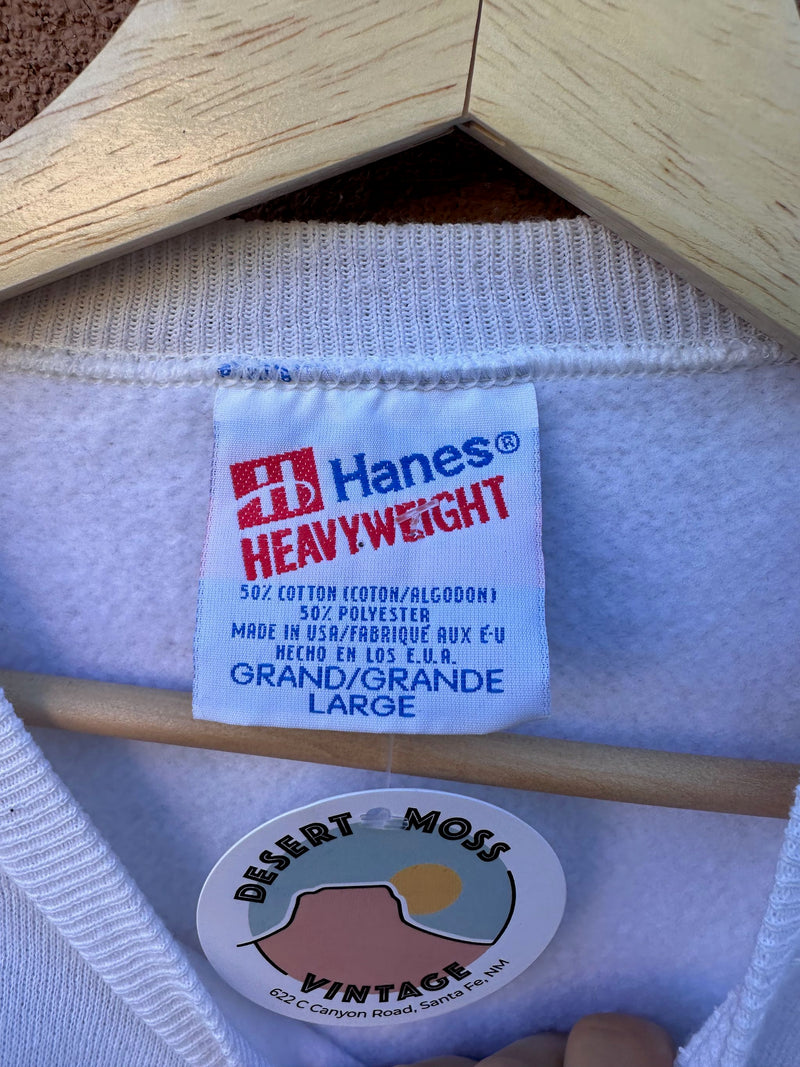 Hanes®
HEAVYWEIGHT
50% COTTON (COTON/ALGODON)
50% POLYESTER
MADE IN USA/FABRIQUÉ AUX É-U
HECHO EN LOS E.U.A.
GRAND/GRANDE
LARGE
DESERT MOSS
VINTAGE
622 C Canyon Road, Santa Fe, NM